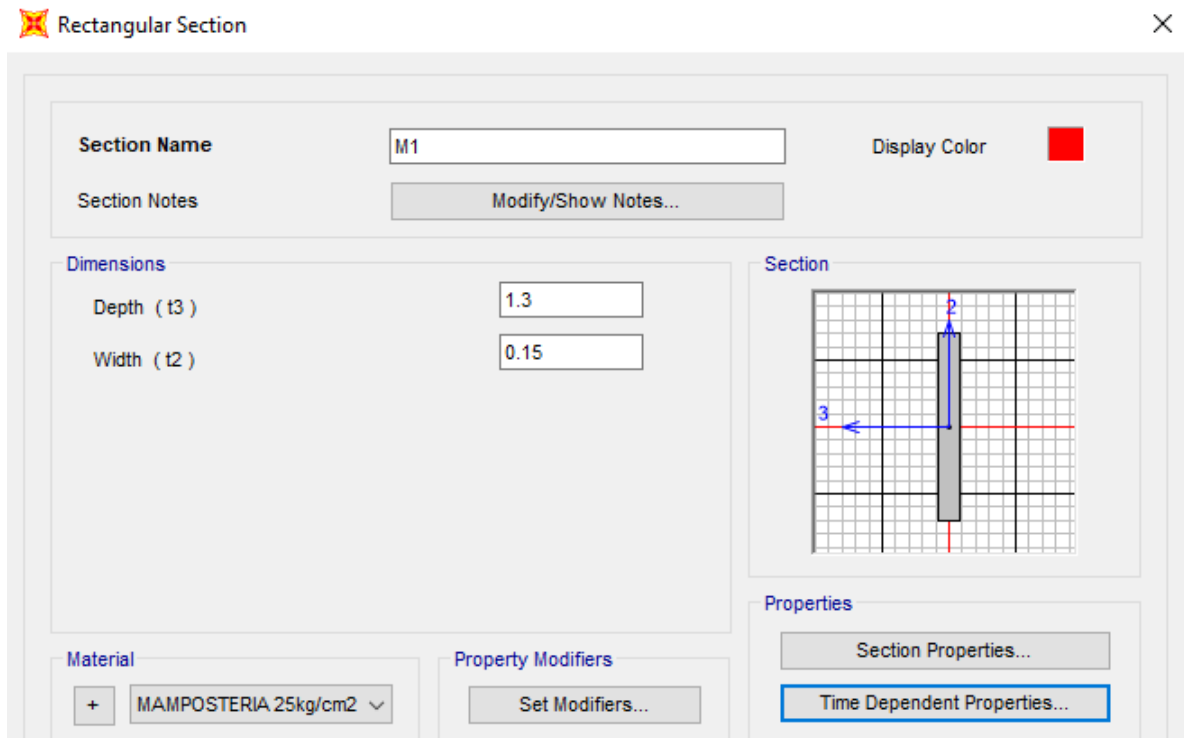 Rectangular Section
Section Name M1 Display Color
Section Notes Modify/Show Notes...
Dimensions
Depth ( t3 ) 1.3
Width ( t2 ) 0.15
Section
2
3
Properties
Section Properties...
Time Dependent Properties...
Material
+ MAMPOSTERIA 25kg/cm2
Property Modifiers
Set Modifiers...